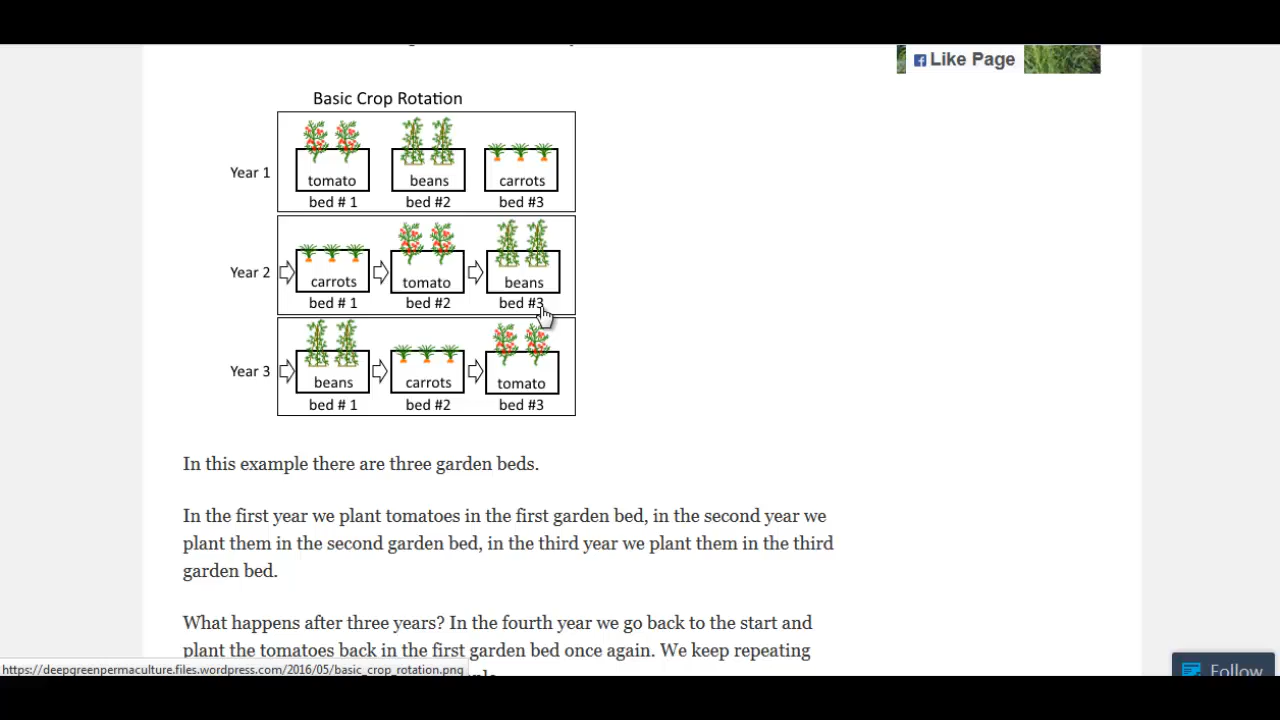 Like Page
Basic Crop Rotation
Year 1
tomato
beans
carrots
bed # 1
bed #2
bed #3
Year 2
carrots
tomato
beans
bed # 1
bed #2
bed #3
Year 3
beans
carrots
tomato
bed # 1
bed #2
bed #3
In this example there are three garden beds.
In the first year we plant tomatoes in the first garden bed, in the second year we
plant them in the second garden bed, in the third year we plant them in the third
garden bed.
What happens after three years? In the fourth year we go back to the start and
plant the tomatoes back in the first garden bed once again. We keep repeating
https://deepgreenpermaculture.files.wordpress.com/2016/05/basic_crop_rotation.png
Follow